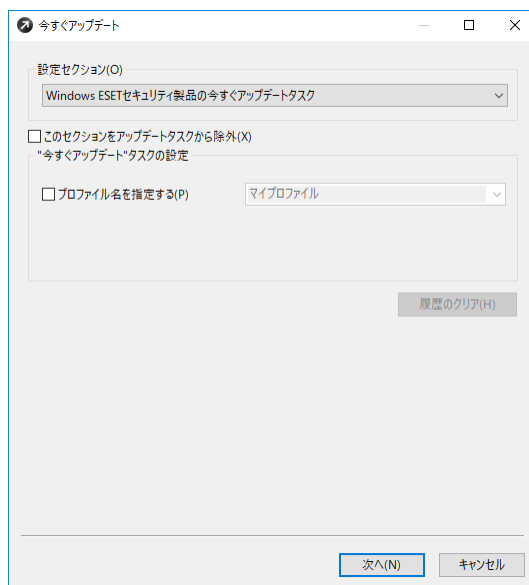 今すぐアップデート
設定セクション(O)
Windows ESETセキュリティ製品の今すぐアップデートタスク
このセクションをアップデートタスクから除外(X)
"今すぐアップデート"タスクの設定
プロファイル名を指定する(P)
マイプロファイル
履歴のクリア(H)
次へ(N)
キャンセル